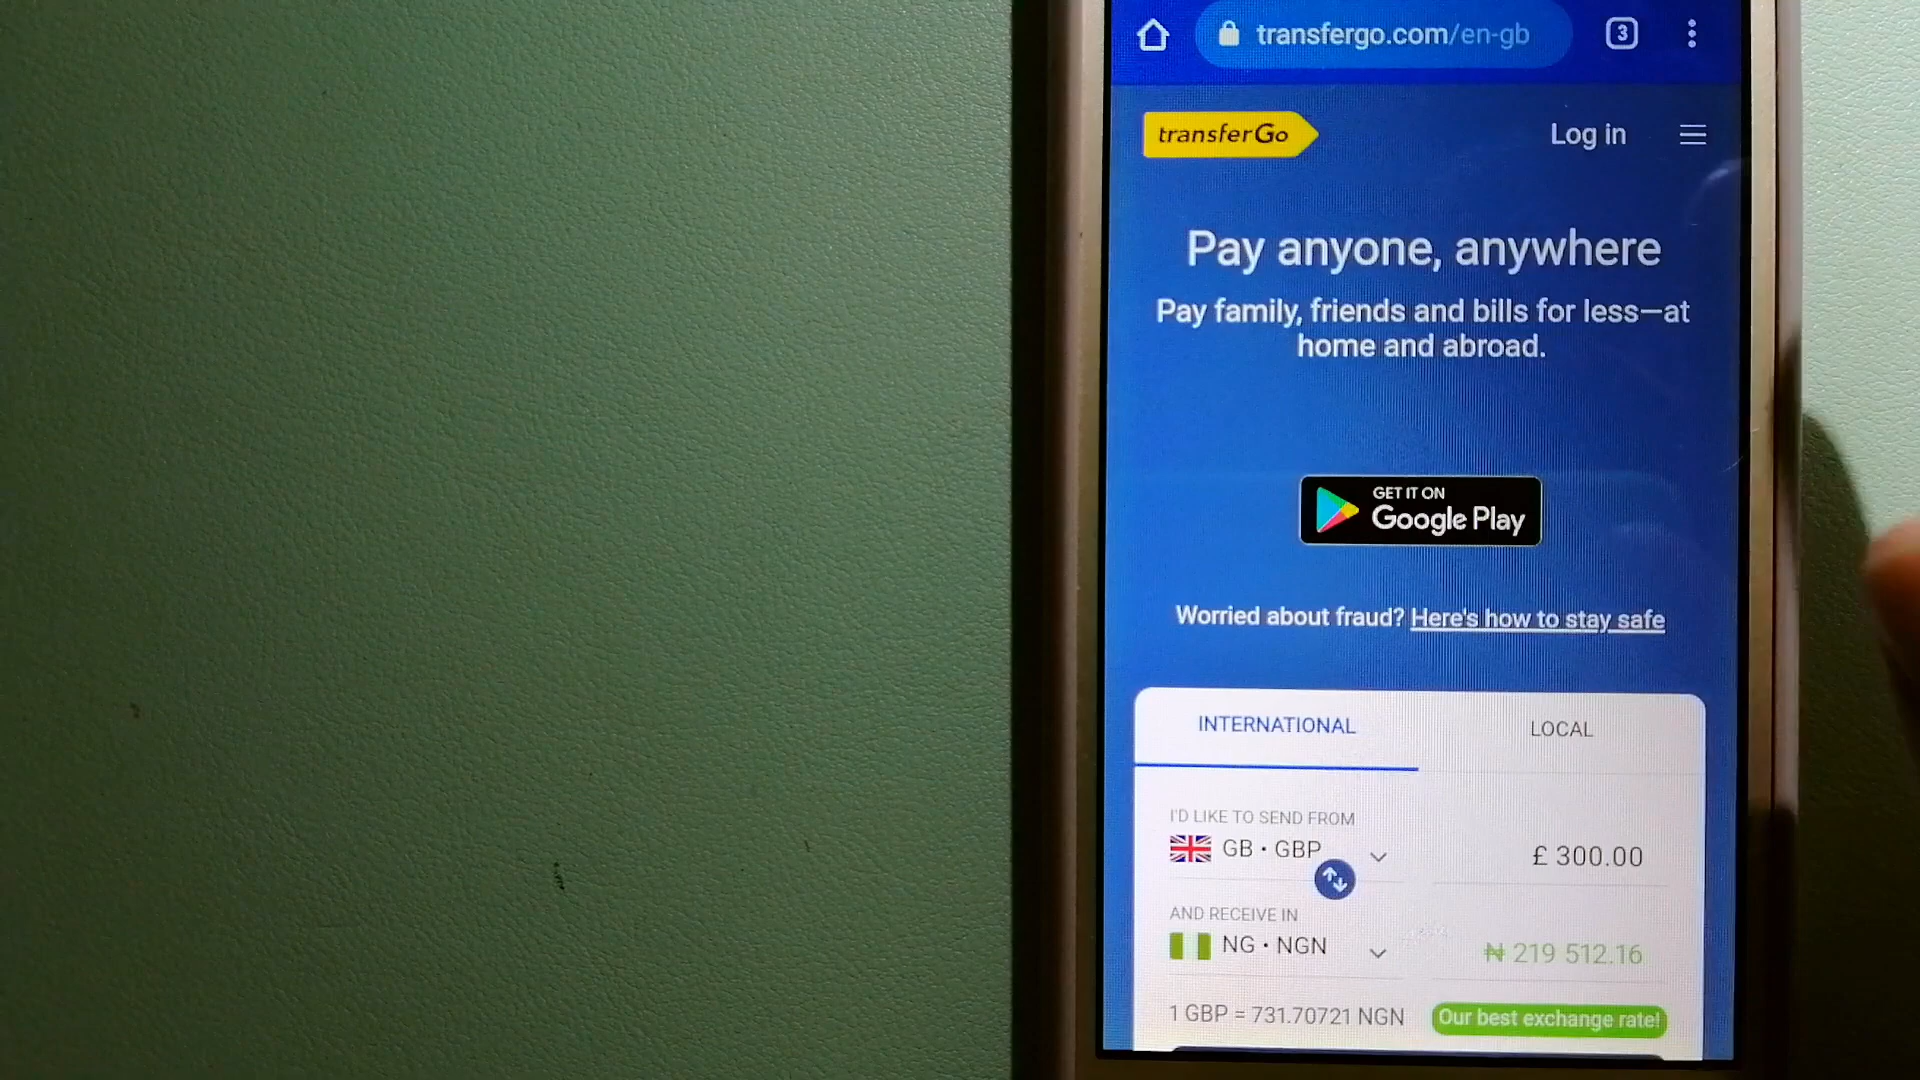 transfergo.com/en-gb
3
transferGo
Log in
Pay anyone, anywhere
Pay family, friends and bills for less—at
home and abroad.
GET IT ON
Google Play
Worried about fraud? Here's how to stay safe
INTERNATIONAL
LOCAL
I'D LIKE TO SEND FROM
GB • GBP
£ 300.00
AND RECEIVE IN
NG • NGN
₦ 219 512.16
1 GBP = 731.70721 NGN
Our best exchange rate!